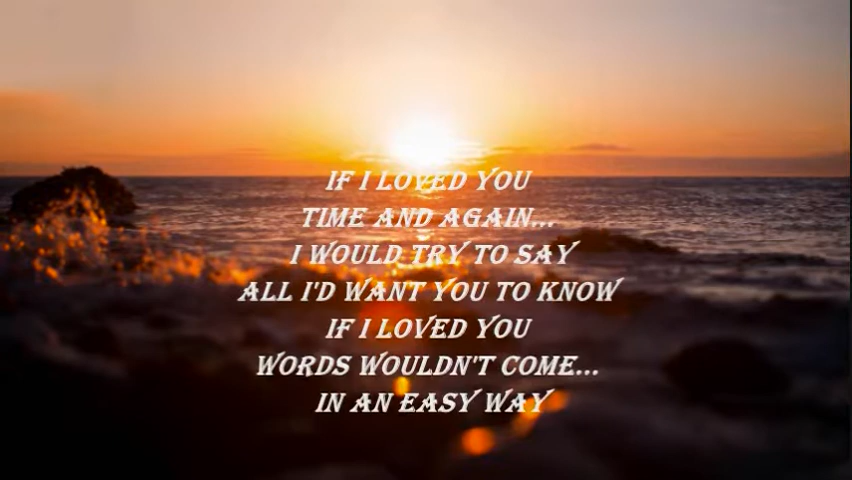 IF I LOVED YOU
TIME AND AGAIN...
I WOULD TRY TO SAY
ALL I'D WANT YOU TO KNOW
IF I LOVED YOU
WORDS WOULDN'T COME...
IN AN EASY WAY